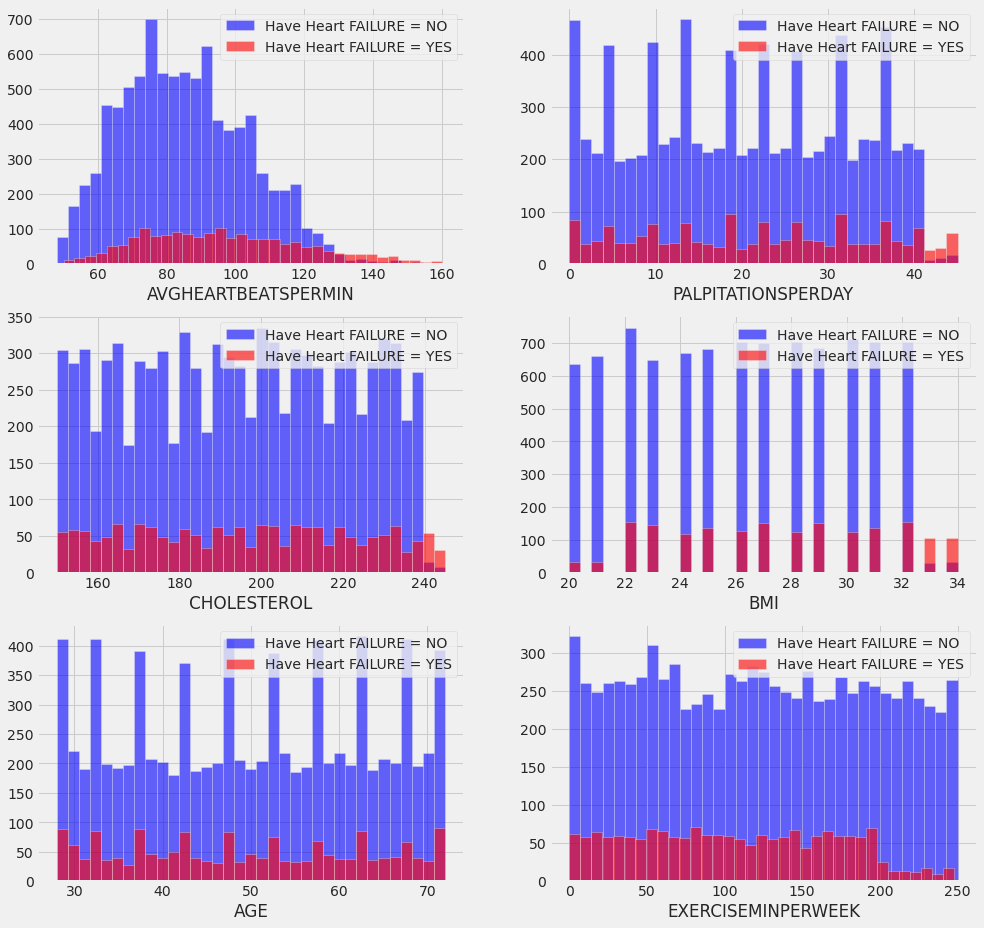 700
600
500
400
300
200
100
0
Have Heart FAILURE = NO
Have Heart FAILURE = YES
60 80 100 120 140 160
AVGHEARTBEATSPERMIN
400
300
200
100
0
Have Heart FAILURE = NO
Have Heart FAILURE = YES
0 10 20 30 40
PALPITATIONSPERDAY
350
300
250
200
150
100
50
0
Have Heart FAILURE = NO
Have Heart FAILURE = YES
160 180 200 220 240
CHOLESTEROL
700
600
500
400
300
200
100
0
Have Heart FAILURE = NO
Have Heart FAILURE = YES
20 22 24 26 28 30 32 34
BMI
400
350
300
250
200
150
100
50
0
Have Heart FAILURE = NO
Have Heart FAILURE = YES
30 40 50 60 70
AGE
300
250
200
150
100
50
0
Have Heart FAILURE = NO
Have Heart FAILURE = YES
0 50 100 150 200 250
EXERCISEMINPERWEEK